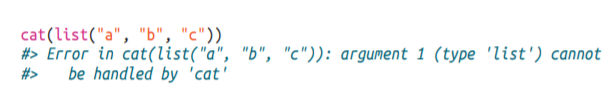 cat(list("a", "b", "c"))
#> Error in cat(list("a", "b", "c")): argument 1 (type 'list') cannot
#>   be handled by 'cat'